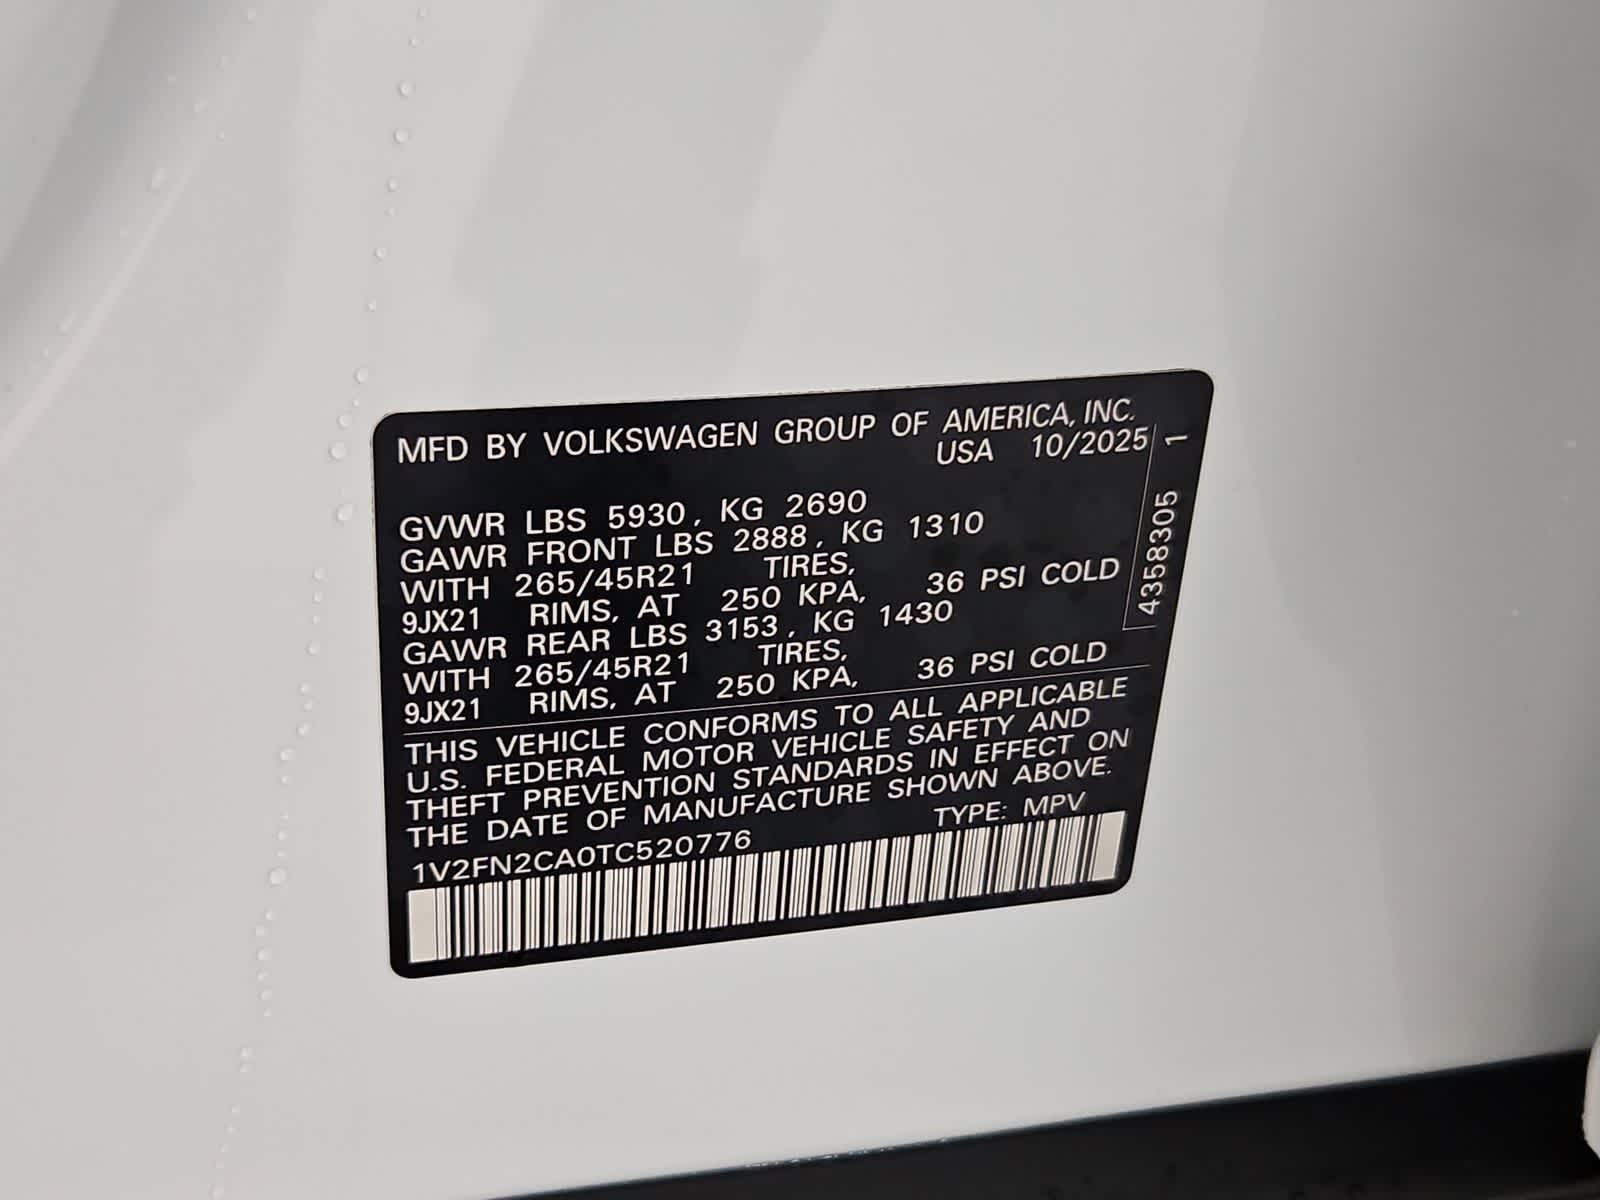 MFD BY VOLKSWAGEN GROUP OF AMERICA, INC.
USA 10/2025
GVWR LBS 5930, KG 2690
GAWR FRONT LBS 2888, KG 1310
WITH 265/45R21 TIRES,
9JX21 RIMS, AT 250 KPA, 36 PSI COLD
GAWR REAR LBS 3153, KG 1430
WITH 265/45R21 TIRES,
9JX21 RIMS, AT 250 KPA, 36 PSI COLD
THIS VEHICLE CONFORMS TO ALL APPLICABLE
U.S. FEDERAL MOTOR VEHICLE SAFETY AND
THEFT PREVENTION STANDARDS IN EFFECT ON
THE DATE OF MANUFACTURE SHOWN ABOVE.
TYPE: MPV
1V2FN2CA0TC520776
4358305 1